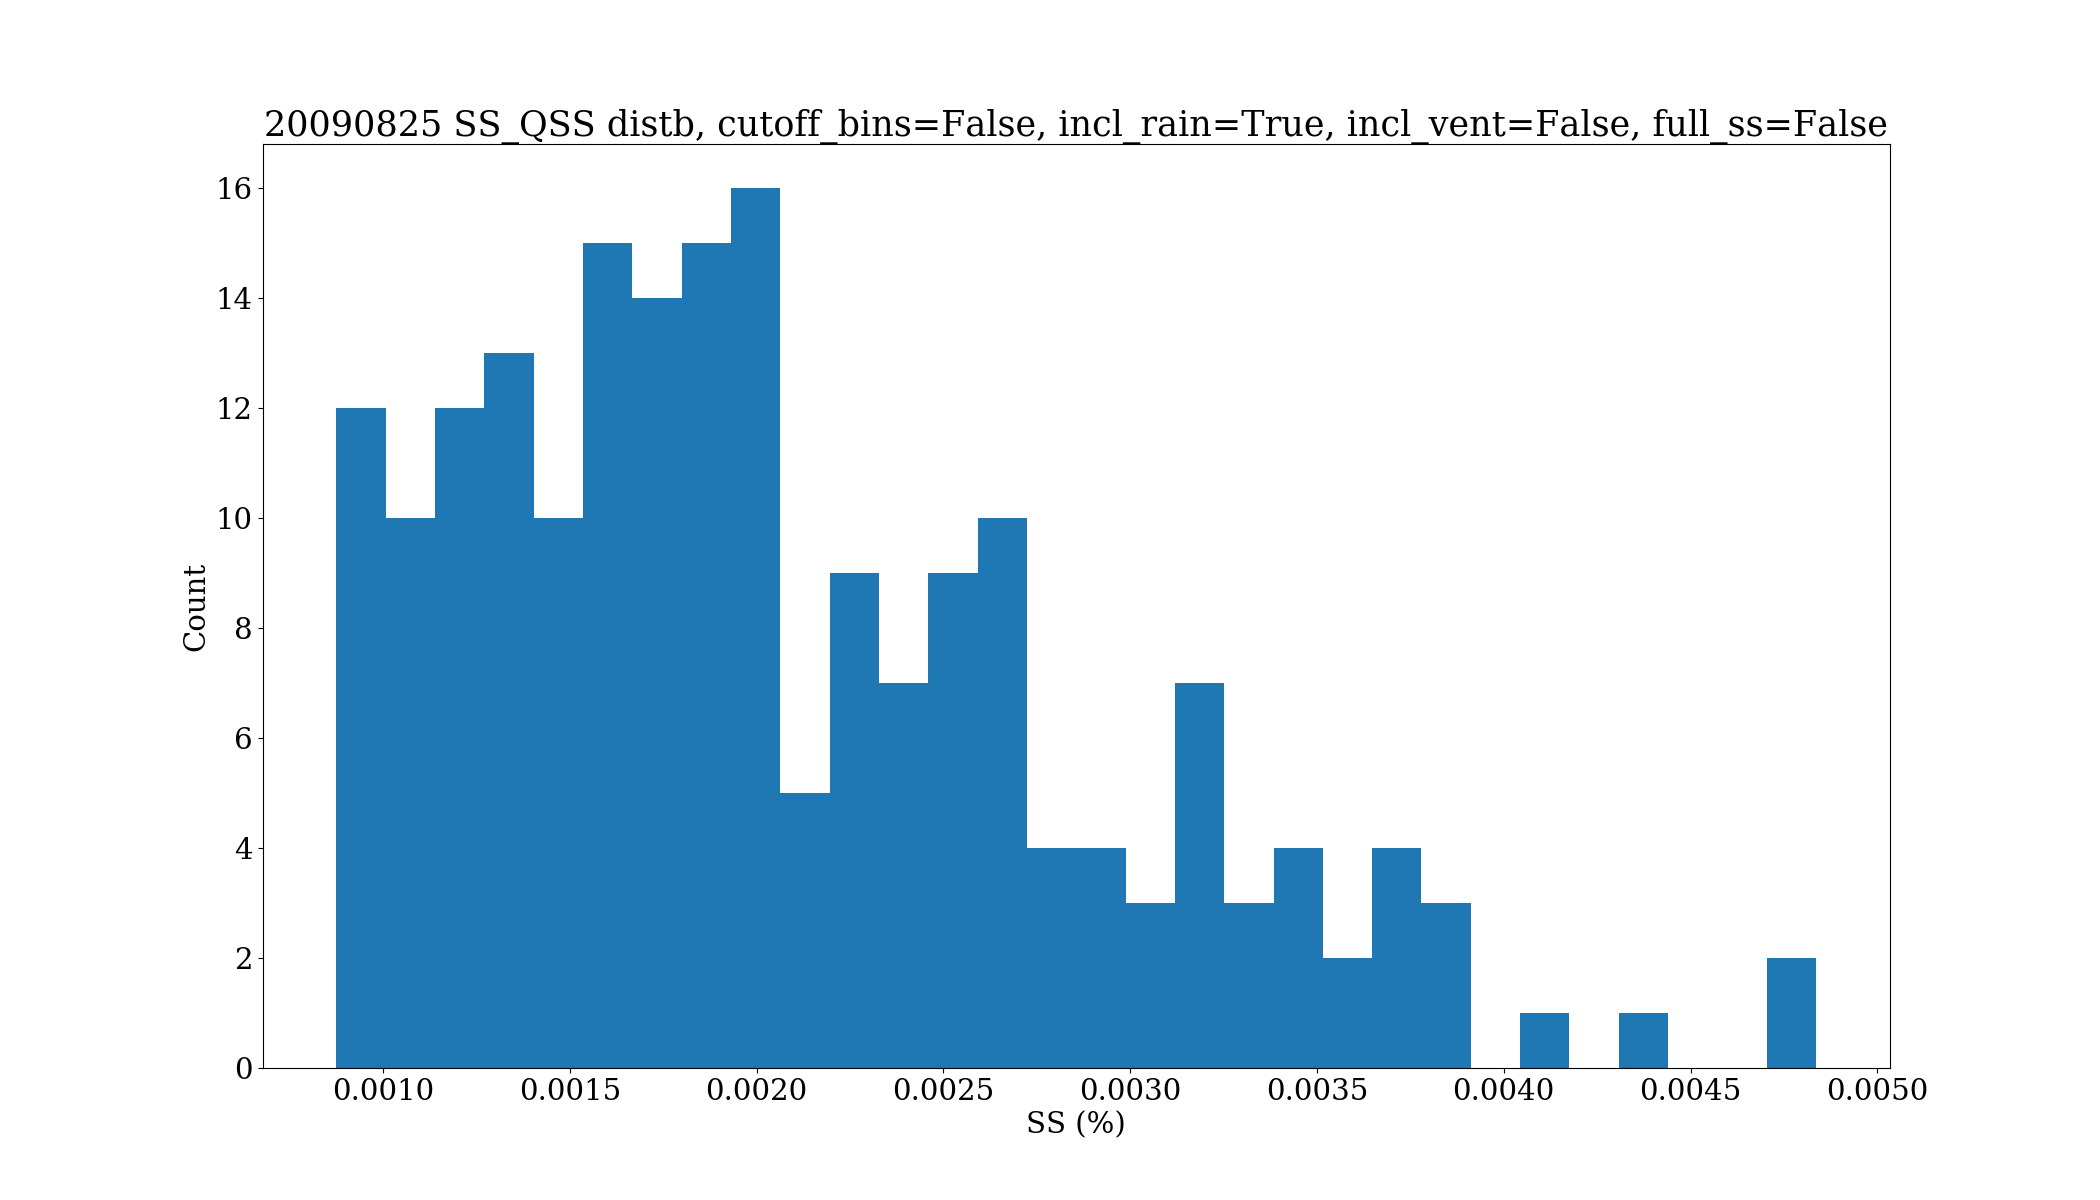 20090825 SS_QSS distb, cutoff_bins=False, incl_rain=True, incl_vent=False, full_ss=False
16
14
12
10
8
6
4
2
0
Count
0.0010 0.0015 0.0020 0.0025 0.0030 0.0035 0.0040 0.0045 0.0050
SS (%)